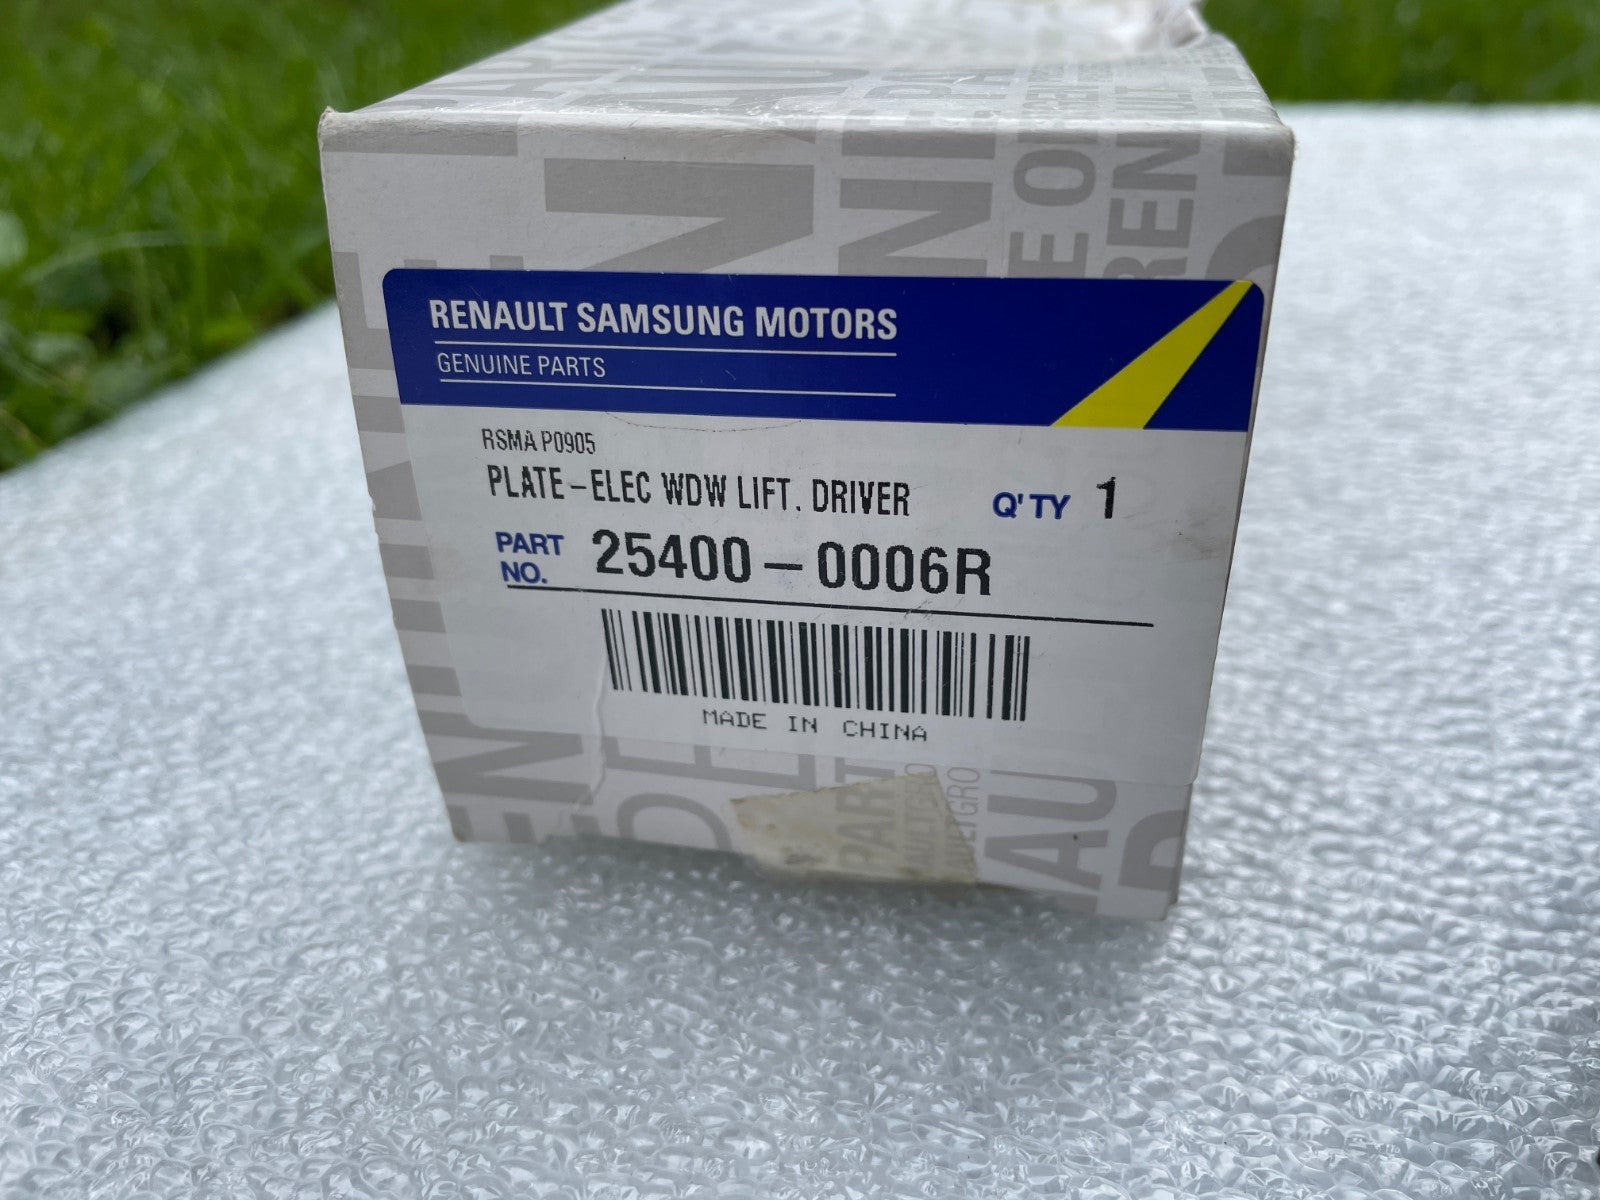 RENAULT SAMSUNG MOTORS
GENUINE PARTS
RSMA P0905
PLATE-ELEC WDW LIFT. DRIVER Q'TY 1
PART NO. 25400-0006R
MADE IN CHINA